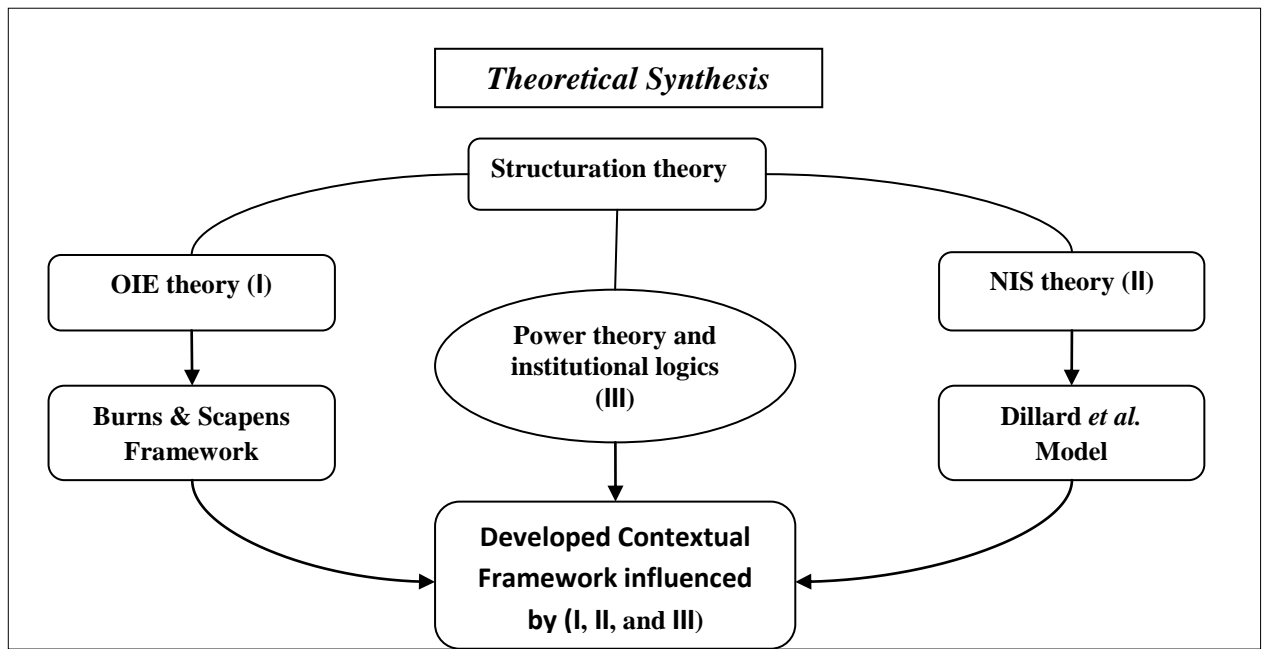 Theoretical Synthesis
Structuration theory
OIE theory (I)
NIS theory (II)
Power theory and
institutional logics
(III)
Burns & Scapens
Framework
Dillard et al.
Model
Developed Contextual
Framework influenced
by (I, II, and III)